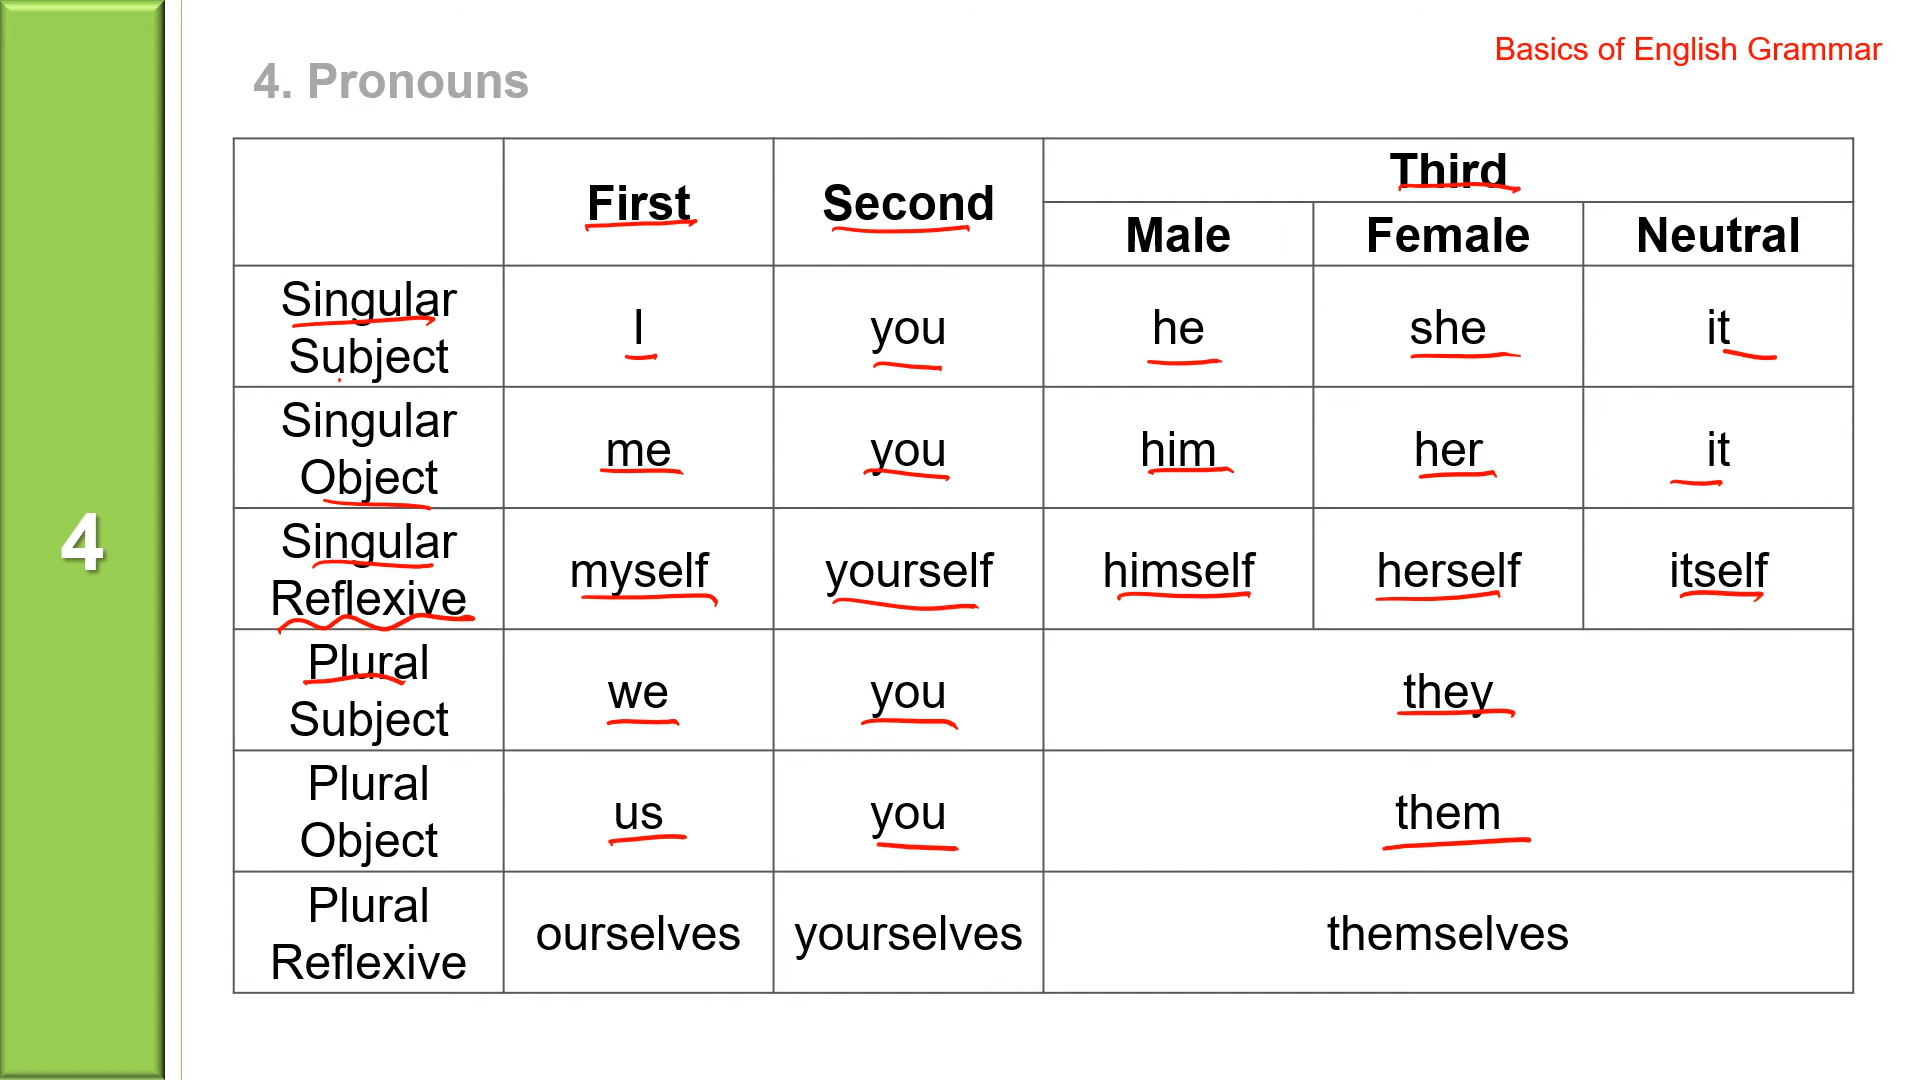 Basics of English Grammar
4. Pronouns
First Second Third
Male Female Neutral
Singular Subject I you he she it
Singular Object me you him her it
Singular Reflexive myself yourself himself herself itself
Plural Subject we you they
Plural Object us you them
Plural Reflexive ourselves yourselves themselves
4